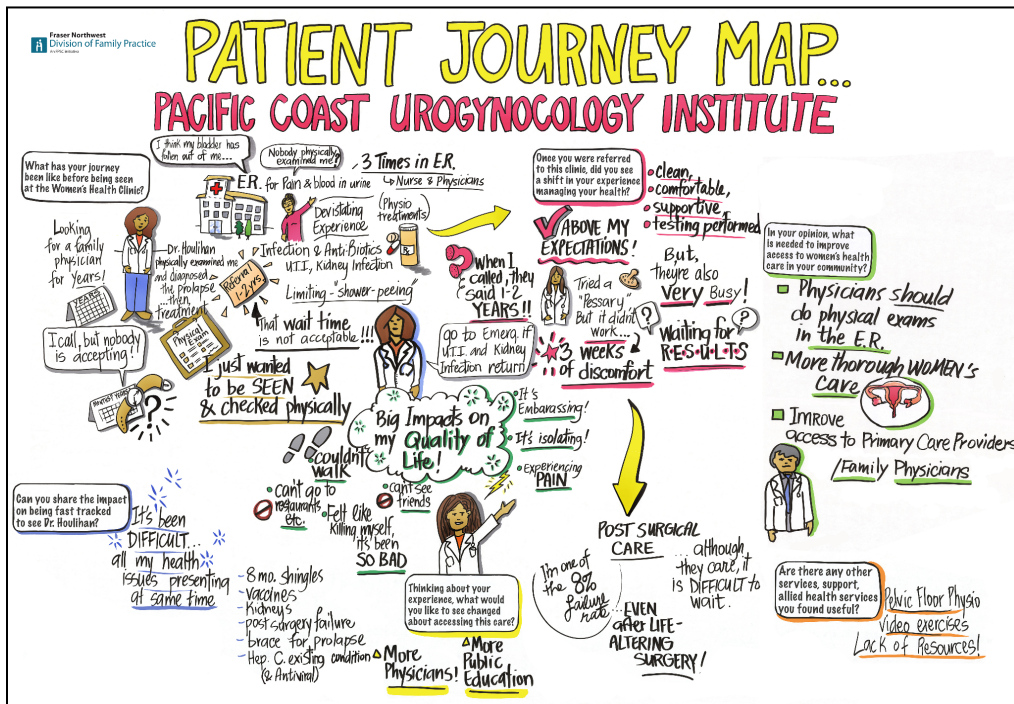 Fraser Northwest
Division of Family Practice
An FPSC initiative
PATIENT JOURNEY MAP...
PACIFIC COAST UROGYNOCOLOGY INSTITUTE
What has your journey
been like before being seen
at the Women's Health Clinic?
I think my bladder has
fallen out of me...
Nobody physically
examined me?
3 Times in E.R.
Nurse & Physicians
E.R. for Pain & blood in urine
Devistating
Experience
(Physio
treatments)
Looking
for a family
physician
for Years!
YEARS
Dr. Houlihan
physically examined me
and diagnosed
the prolapse
...then,
treatment
Referral
1-2 yrs.
Infection & Anti-Biotics
U.T.I., Kidney Infection
Limiting-"shower-peeing"
That wait time
is not acceptable!!!
I call, but nobody
is accepting!
Physical
Exam
MONTHS? YEARS?
?
I just wanted
to be SEEN
& checked physically
Big Impacts on
my Quality of
Life!
It's
Embarassing!
It's isolating!
experiencing
PAIN
couldn't
walk
can't go to
restaurants
etc.
can't see
friends
Felt like
killing myself,
it's been
SO BAD
Once you were referred
to this clinic, did you see
a shift in your experience
managing your health?
clean,
comfortable,
supportive,
testing performed
ABOVE MY
EXPECTATIONS!
when I
called, they
said 1-2
YEARS!!
go to Emerg. if
U.T.I. and Kidney
Infection return
Tried a
"Pessary"
But it didn't
work...
3 weeks
of discomfort
But,
they're also
very Busy!
?
?
Waiting for
R•E•S•U•L•T•S
POST SURGICAL
CARE
I'm one of
the 8%
failure
rate...
...EVEN
after LIFE-
ALTERING
SURGERY!
...although
they care, it
is DIFFICULT to
wait.
In your opinion, what
is needed to improve
access to women's health
care in your community?
Physicians should
do physical exams
in the E.R.
More thorough WOMEN's
CARE
Imrove
access to Primary Care Providers
/Family Physicians
Can you share the impact
on being fast tracked
to see Dr. Houlihan?
It's been
DIFFICULT...
all my health
issues presenting
at same time
- 8 mo. shingles
- vaccines
- Kidneys
- post surgery failure
- brace for prolapse
- Hep. C. existing condition
(& Antiviral)
Thinking about your
experience, what would
you like to see changed
about accessing this care?
More
Physicians!
More
Public
Education
Are there any other
services, support,
allied health services
you found useful?
Pelvic Floor Physio
video exercises
Lack of Resources!